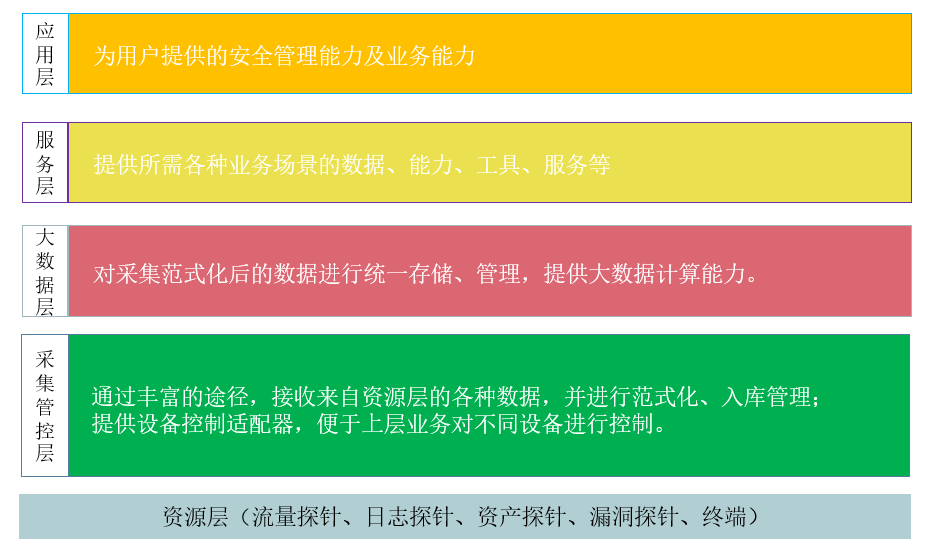 应用层
为用户提供的安全管理能力及业务能力
服务层
提供所需各种业务场景的数据、能力、工具、服务等
大数据层
对采集范式化后的数据进行统一存储、管理，提供大数据计算能力。
采集管控层
通过丰富的途径，接收来自资源层的各种数据，并进行范式化、入库管理；
提供设备控制适配器，便于上层业务对不同设备进行控制。
资源层（流量探针、日志探针、资产探针、漏洞探针、终端）